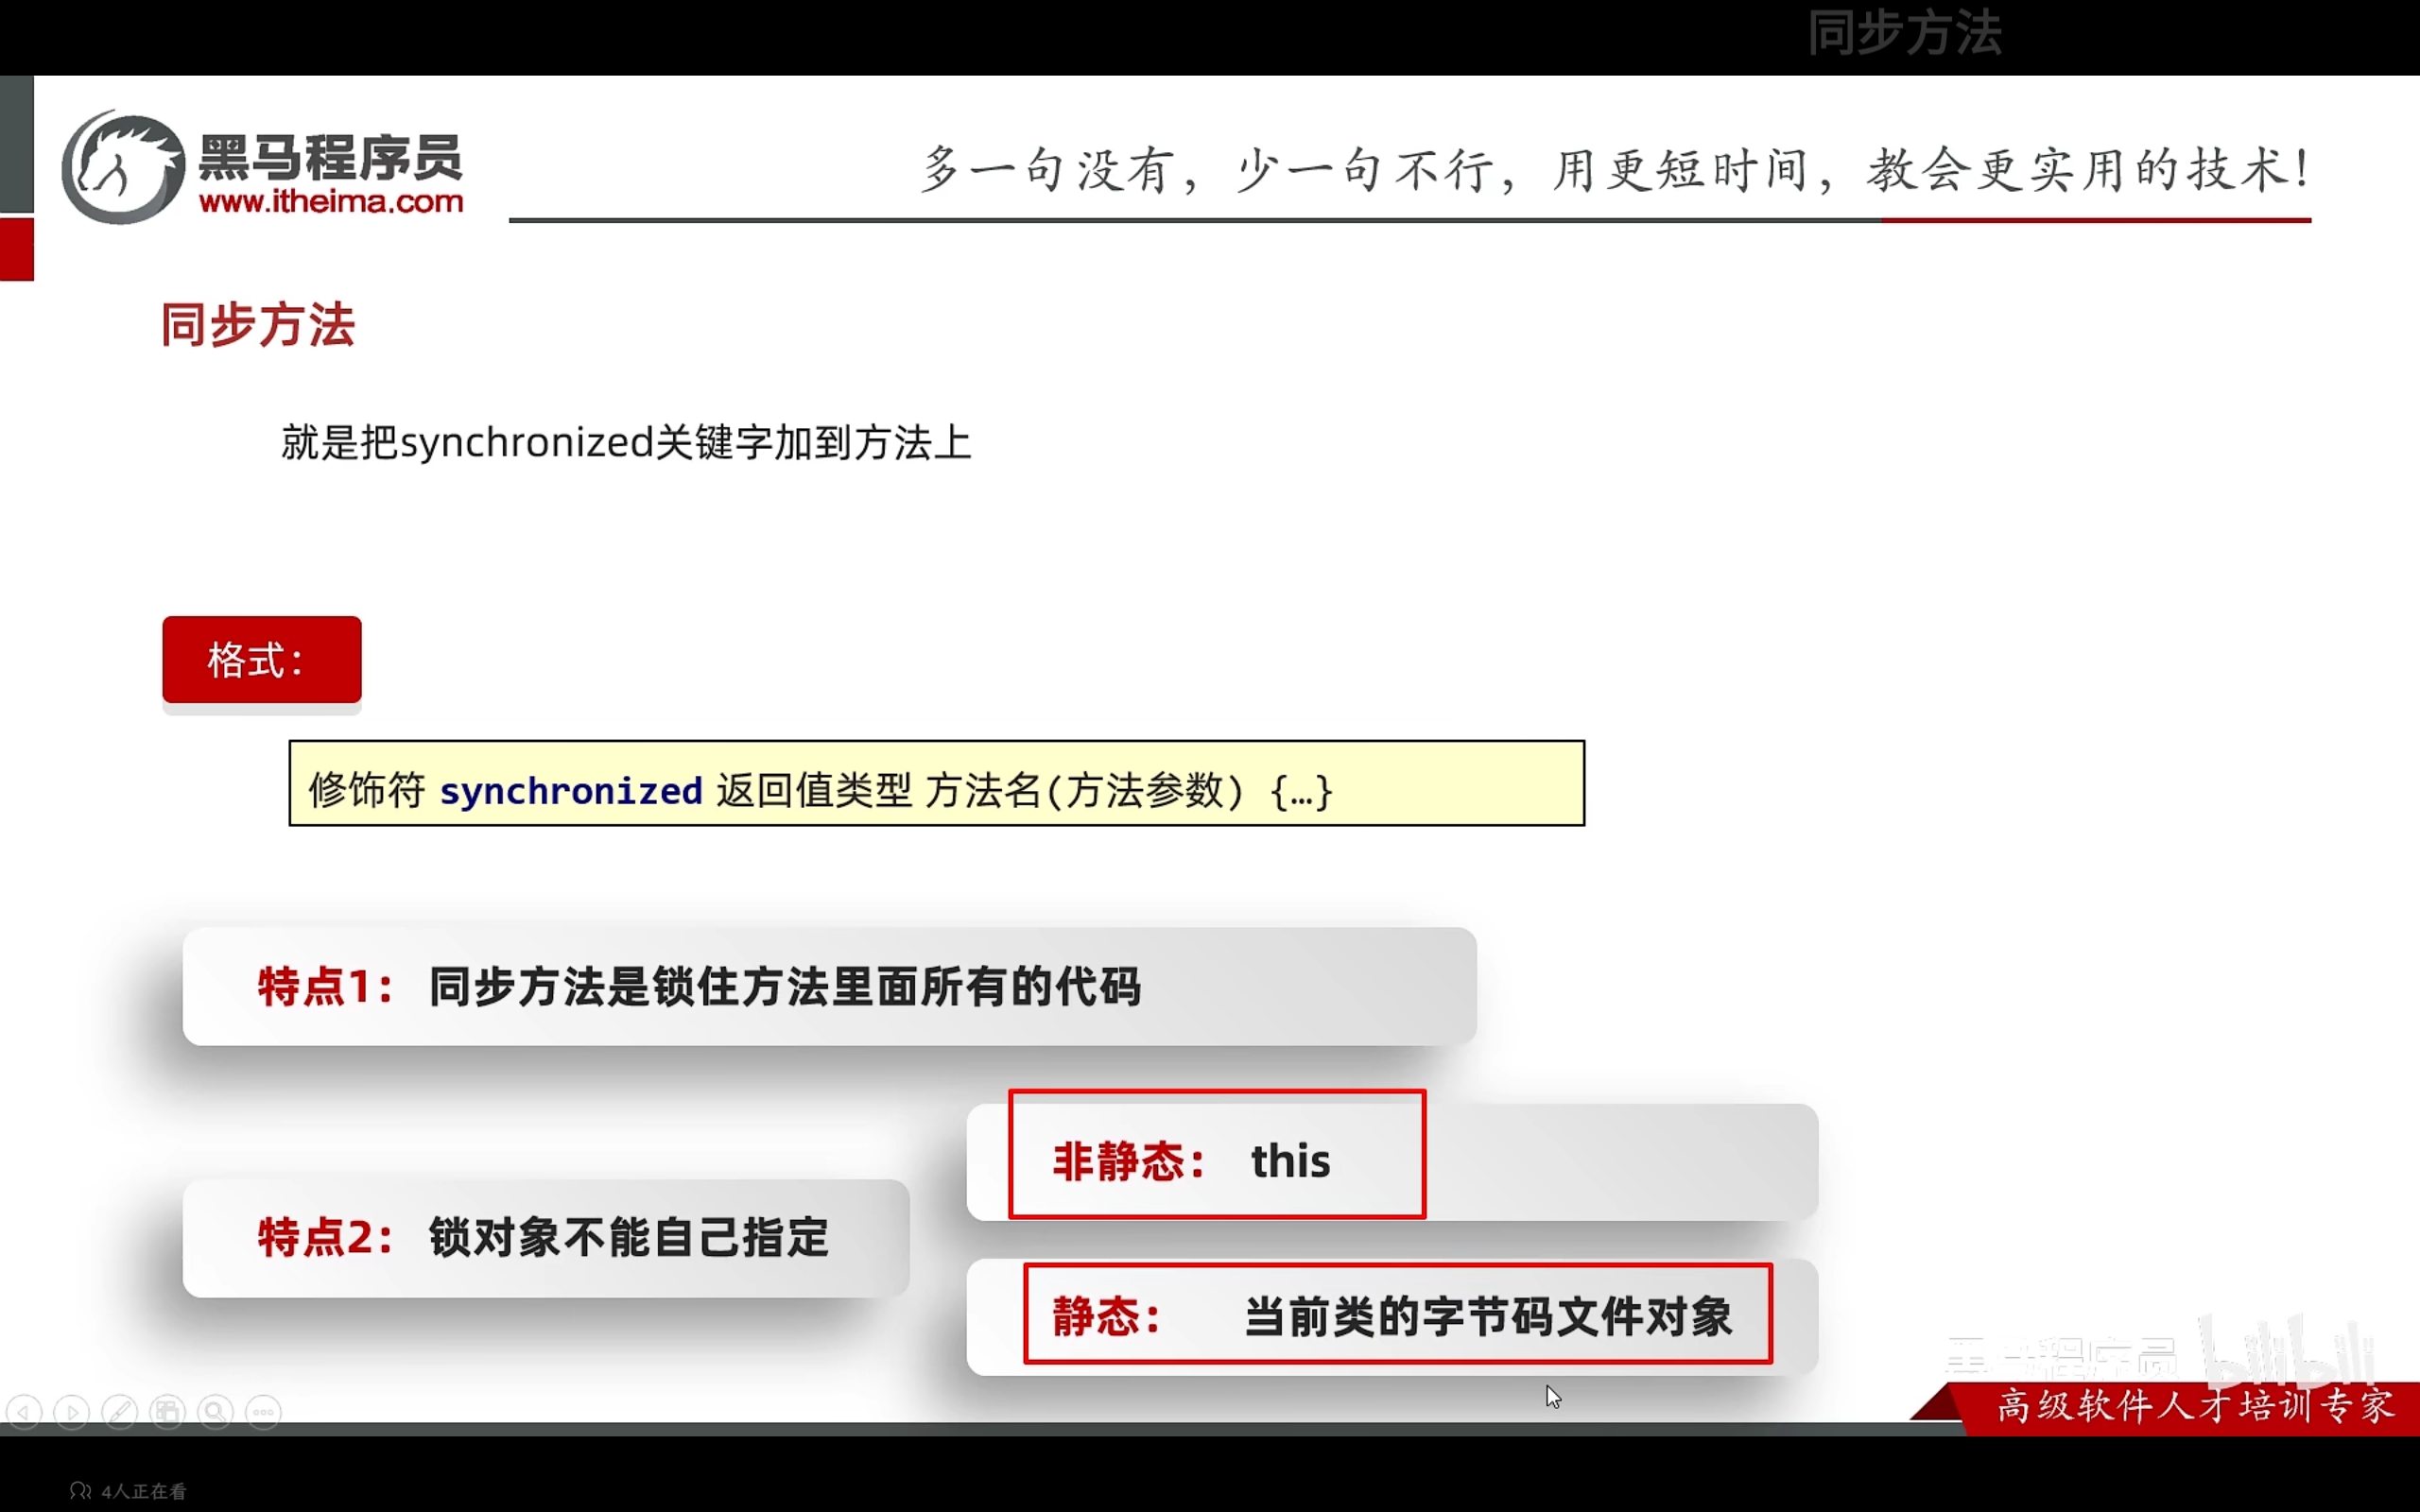 同步方法
黑马程序员
www.itheima.com
多一句没有，少一句不行，用更短时间，教会更实用的技术！
同步方法
就是把synchronized关键字加到方法上
格式：
修饰符 synchronized 返回值类型 方法名(方法参数) {…}
特点1： 同步方法是锁住方法里面所有的代码
特点2： 锁对象不能自己指定
非静态： this
静态： 当前类的字节码文件对象
黑马程序员 bilibili
高级软件人才培训专家
4人正在看